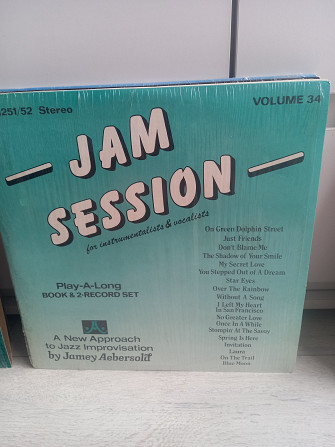 1251/52 Stereo
VOLUME 34
JAM
SESSION
for instrumentalists & vocalists
On Green Dolphin Street
Just Friends
Don't Blame Me
The Shadow of Your Smile
My Secret Love
You Stepped Out of A Dream
Star Eyes
Over The Rainbow
Without A Song
I Left My Heart
In San Francisco
No Greater Love
Once In A While
Stompin' At The Savoy
Spring Is Here
Invitation
Laura
On The Trail
Blue Moon
Play-A-Long
BOOK & 2-RECORD SET
JA
A New Approach
to Jazz Improvisation
by Jamey Aebersold